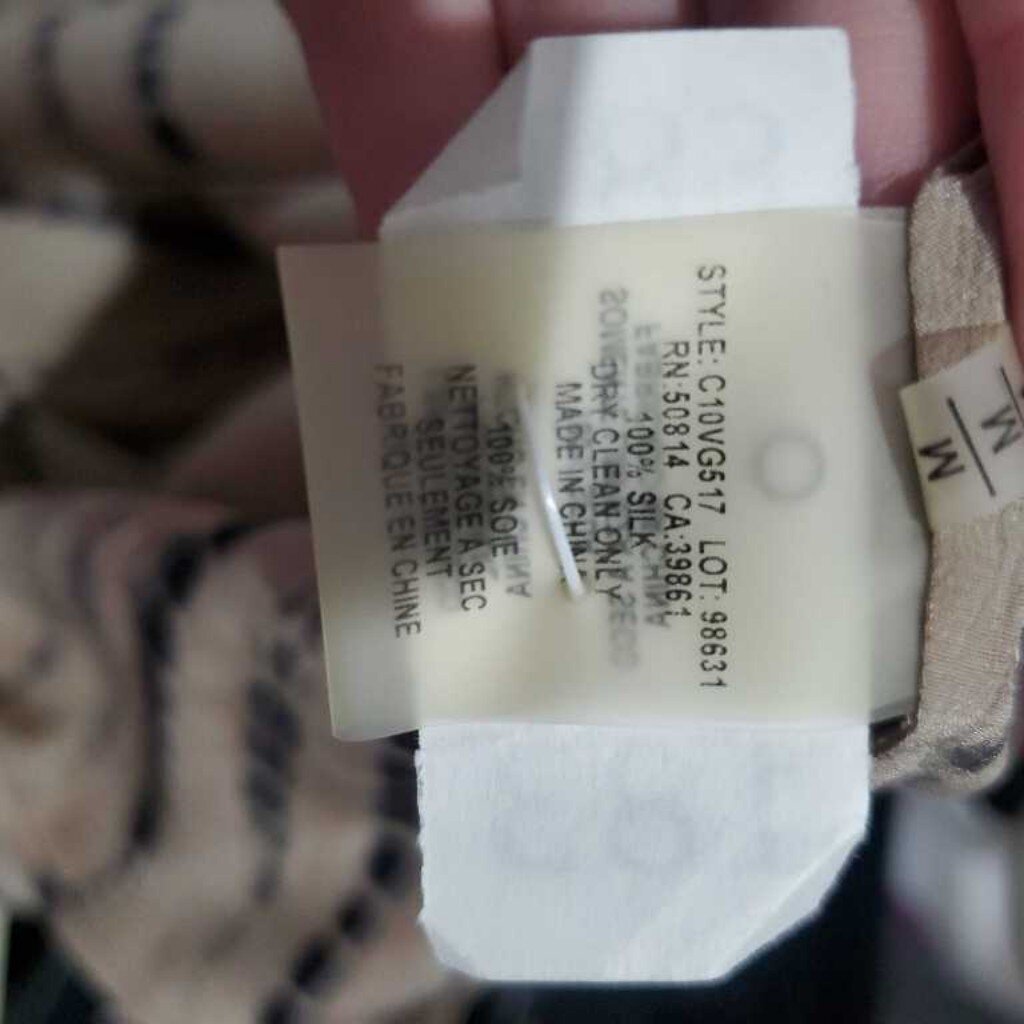 STYLE: C10VG517 LOT: 98631
RN:50814 CA:39861
100% SILK
DRY CLEAN ONLY
MADE IN CHINA
100% SOIE
NETTOYAGE A SEC
SEULEMENT
FABRIQUE EN CHINE
M
M